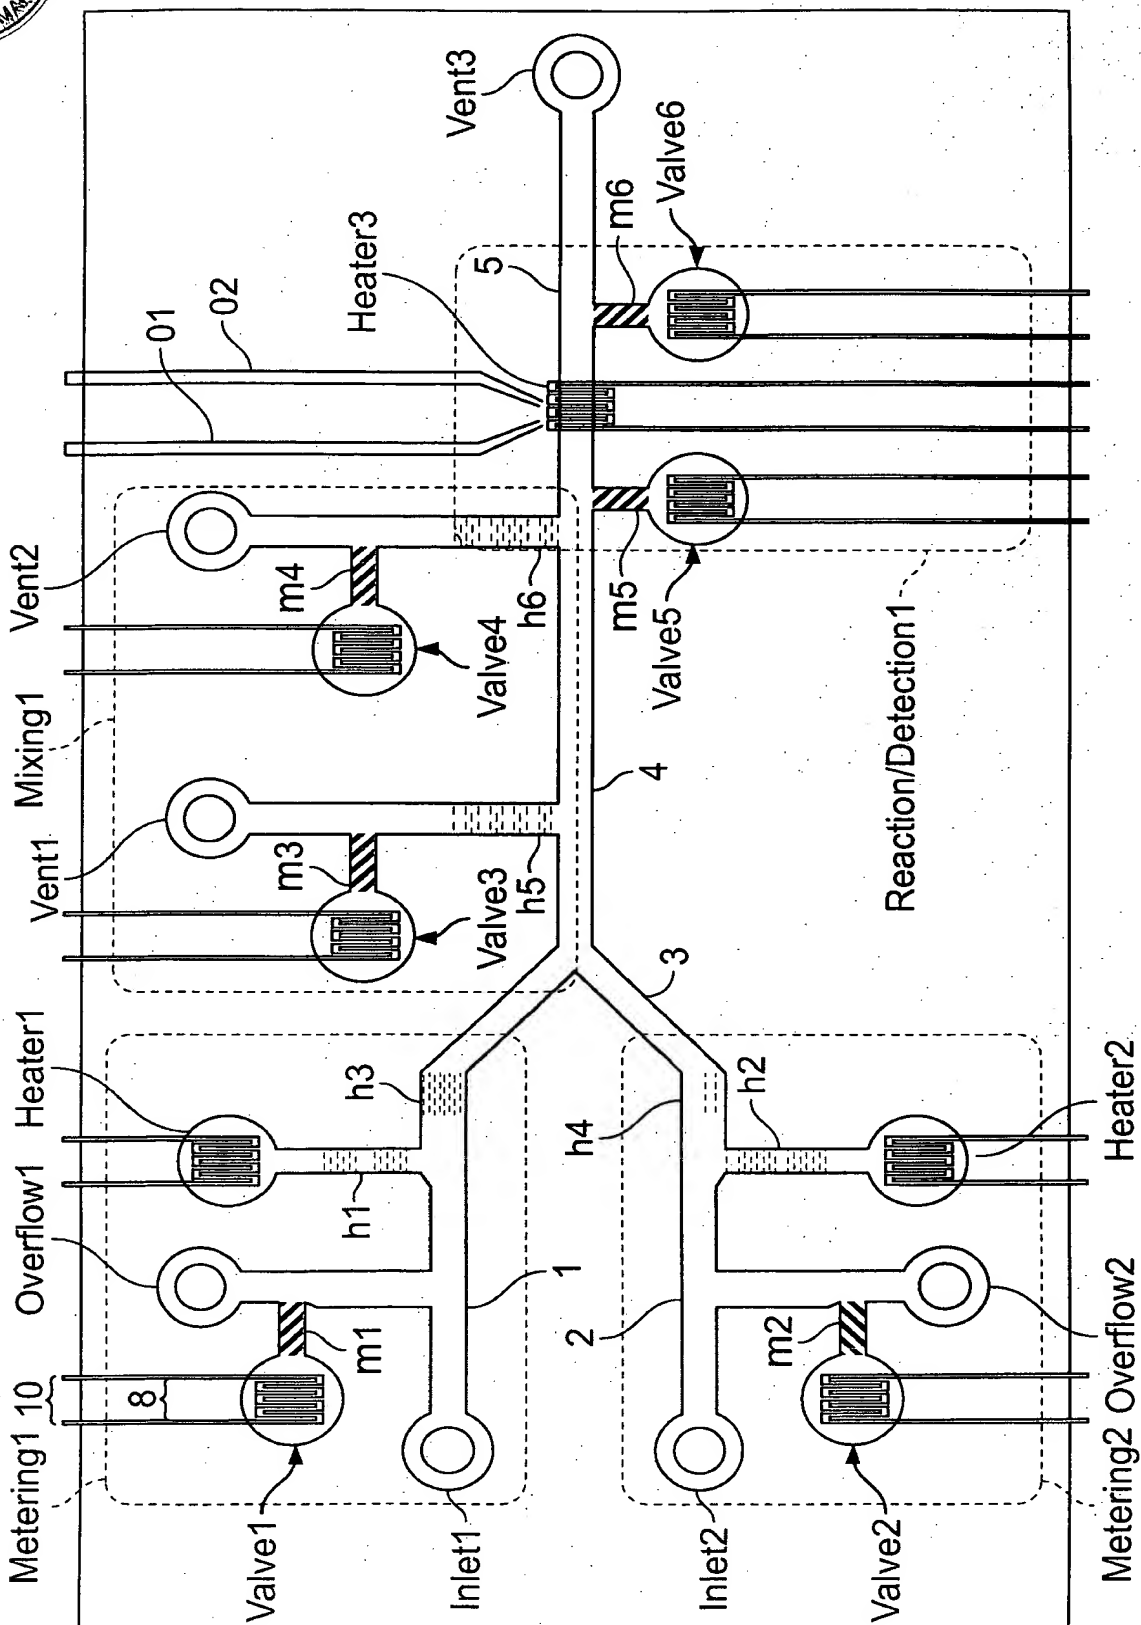 Vent3
Valve6
m6
5
Heater3
02
01
Vent2
m4
Valve4
h6
m5
Valve5
Reaction/Detection1
Mixing1
4
Vent1
m3
Valve3
h5
3
Heater1
h3
h2
h4
Heater2
Overflow1
h1
1
2
m1
m2
Overflow2
Metering1
10
8
Valve1
Inlet1
Inlet2
Valve2
Metering2